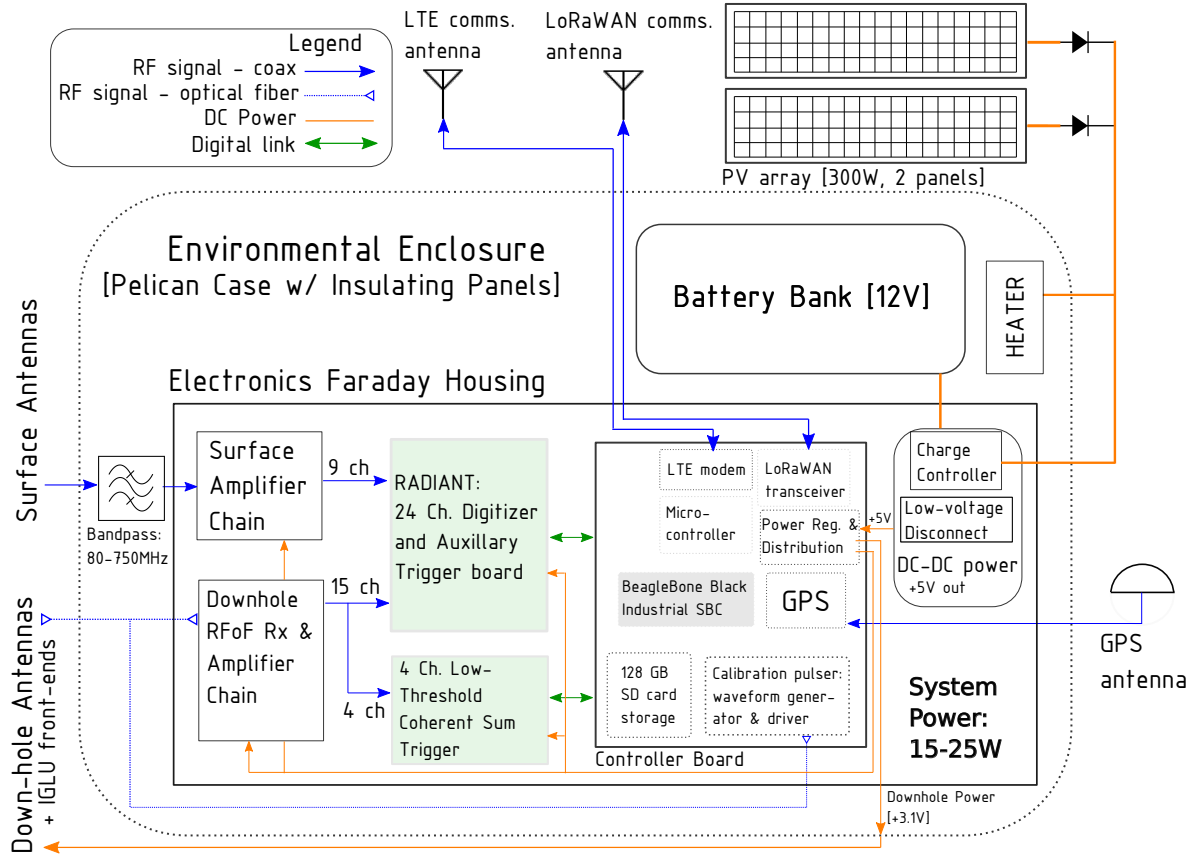 Legend
RF signal - coax
RF signal - optical fiber
DC Power
Digital link
LTE comms.
antenna
LoRaWAN comms.
antenna
PV array [300W, 2 panels]
Environmental Enclosure
[Pelican Case w/ Insulating Panels]
Battery Bank [12V]
HEATER
Surface Antennas
Electronics Faraday Housing
Bandpass:
80-750MHz
Surface
Amplifier
Chain
9 ch
RADIANT:
24 Ch. Digitizer
and Auxillary
Trigger board
LTE modem
LoRaWAN
transceiver
Micro-
controller
Power Reg. &
Distribution
+5V
Charge
Controller
Low-voltage
Disconnect
DC-DC power
+5V out
BeagleBone Black
Industrial SBC
GPS
GPS
antenna
Down-hole Antennas
+ IGLU front-ends
Downhole
RFoF Rx &
Amplifier
Chain
15 ch
4 ch
4 Ch. Low-
Threshold
Coherent Sum
Trigger
128 GB
SD card
storage
Calibration pulser:
waveform gener-
ator & driver
Controller Board
System
Power:
15-25W
Downhole Power
[+3.1V]